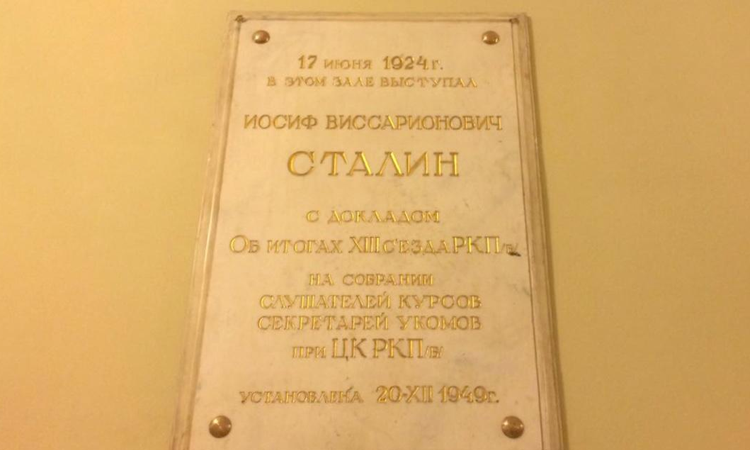 17 июня 1924 г.
в этом зале выступал
Иосиф Виссарионович
СТАЛИН
с докладом
Об итогах XIII с'езда РКП/б/
на собрании
слушателей курсов
секретарей укомов
при ЦК РКП/б/
установлена 20-XII 1949 г.